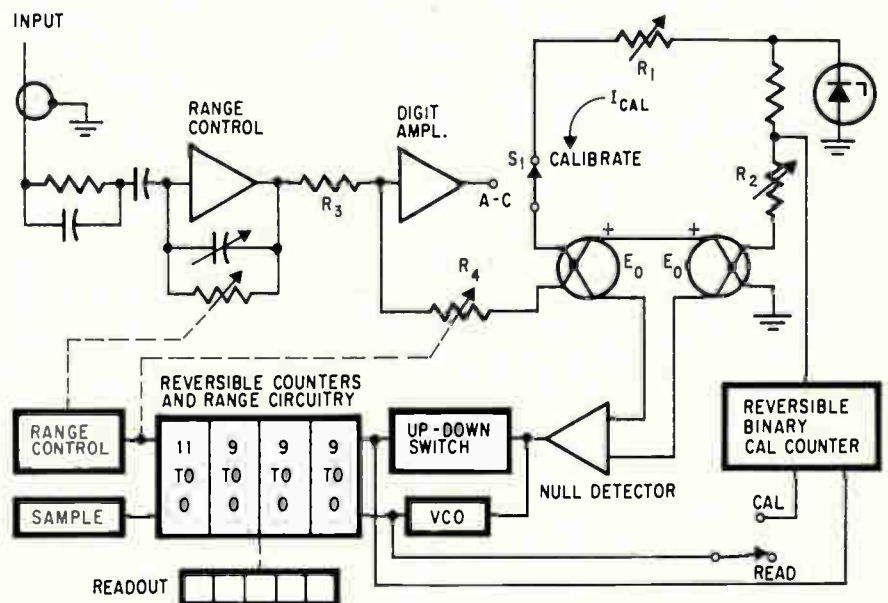 INPUT
RANGE
CONTROL
DIGIT
AMPL.
A-C
R3
R4
R1
ICAL
S1 CALIBRATE
R2
+
+
E0
E0
REVERSIBLE COUNTERS
AND RANGE CIRCUITRY
RANGE
CONTROL
SAMPLE
11 9 9 9
TO TO TO TO
0 0 0 0
UP-DOWN
SWITCH
VCO
NULL DETECTOR
REVERSIBLE
BINARY
CAL COUNTER
CAL
READ
READOUT